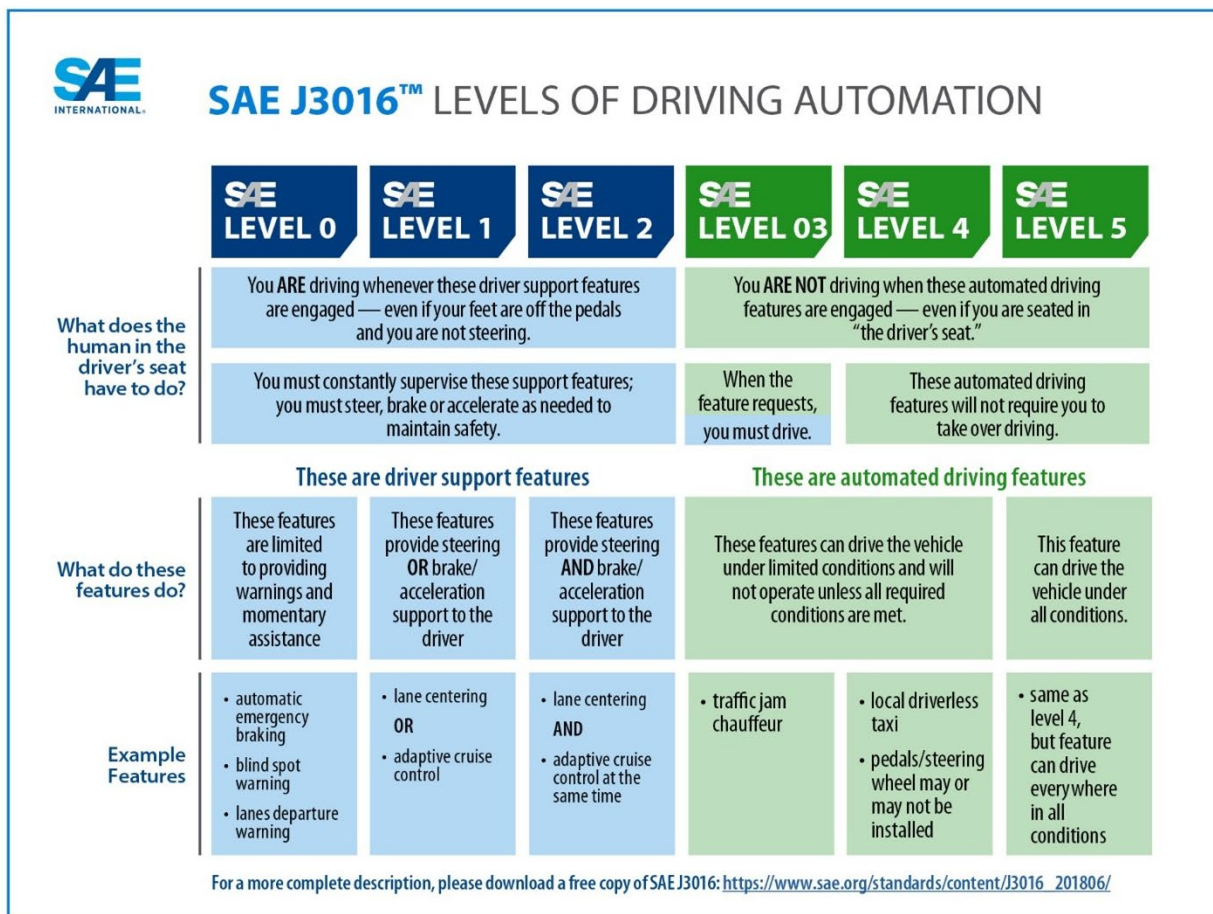 SAE
INTERNATIONAL®
SAE J3016™ LEVELS OF DRIVING AUTOMATION
SAE
LEVEL 0
SAE
LEVEL 1
SAE
LEVEL 2
SAE
LEVEL 03
SAE
LEVEL 4
SAE
LEVEL 5
What does the
human in the
driver's seat
have to do?
You ARE driving whenever these driver support features
are engaged — even if your feet are off the pedals
and you are not steering.
You ARE NOT driving when these automated driving
features are engaged — even if you are seated in
“the driver's seat.”
You must constantly supervise these support features;
you must steer, brake or accelerate as needed to
maintain safety.
When the
feature requests,
you must drive.
These automated driving
features will not require you to
take over driving.
These are driver support features
These are automated driving features
What do these
features do?
These features
are limited
to providing
warnings and
momentary
assistance
These features
provide steering
OR brake/
acceleration
support to the
driver
These features
provide steering
AND brake/
acceleration
support to the
driver
These features can drive the vehicle
under limited conditions and will
not operate unless all required
conditions are met.
This feature
can drive the
vehicle under
all conditions.
Example
Features
• automatic
emergency
braking
• blind spot
warning
• lanes departure
warning
• lane centering
OR
• adaptive cruise
control
• lane centering
AND
• adaptive cruise
control at the
same time
• traffic jam
chauffeur
• local driverless
taxi
• pedals/steering
wheel may or
may not be
installed
• same as
level 4,
but feature
can drive
everywhere
in all
conditions
For a more complete description, please download a free copy of SAE J3016: https://www.sae.org/standards/content/J3016_201806/